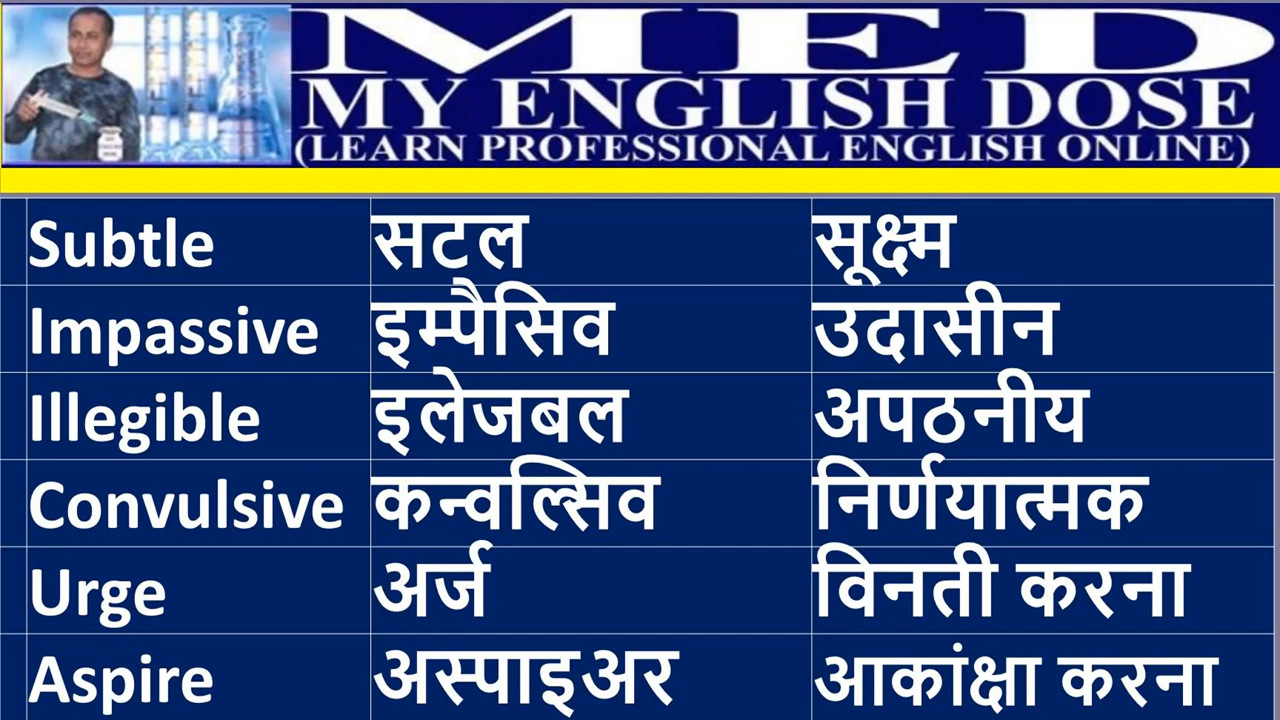 MED
MY ENGLISH DOSE
(LEARN PROFESSIONAL ENGLISH ONLINE)
Subtle सटल सूक्ष्म
Impassive इम्पैसिव उदासीन
Illegible इलेजबल अपठनीय
Convulsive कन्वल्सिव निर्णयात्मक
Urge अर्ज विनती करना
Aspire अस्पाइअर आकांक्षा करना